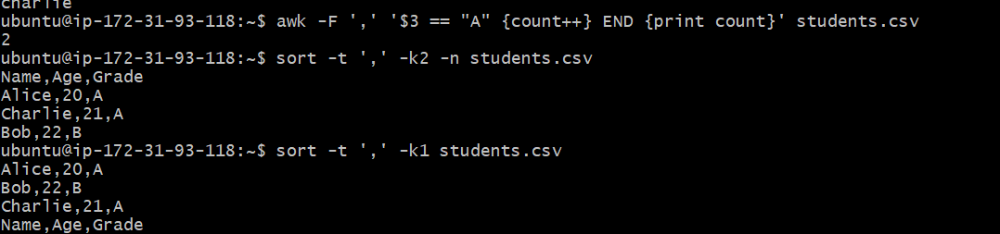 charlie
ubuntu@ip-172-31-93-118:~$ awk -F ',' '$3 == "A" {count++} END {print count}' students.csv
2
ubuntu@ip-172-31-93-118:~$ sort -t ',' -k2 -n students.csv
Name,Age,Grade
Alice,20,A
Charlie,21,A
Bob,22,B
ubuntu@ip-172-31-93-118:~$ sort -t ',' -k1 students.csv
Alice,20,A
Bob,22,B
Charlie,21,A
Name,Age,Grade